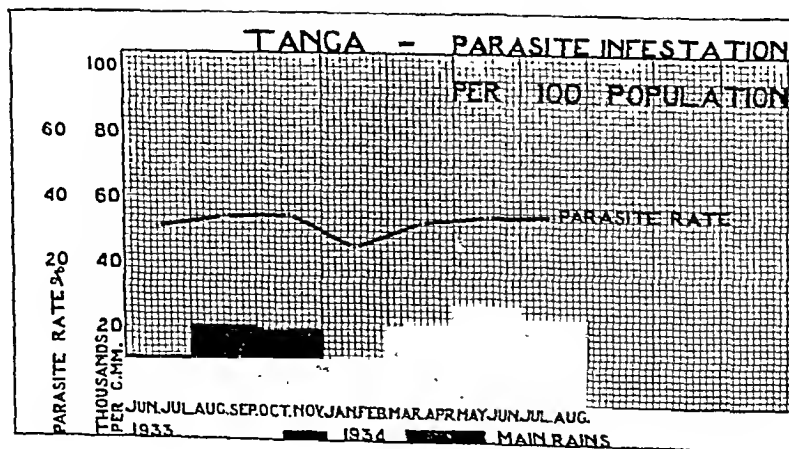 TANGA – PARASITE INFESTATION
PER 100 POPULATION
100
60 80
40 60
PARASITE RATE
20 40
20
PARASITE RATE %
THOUSANDS PER C.MM.
JUN. JUL. AUG. SEP. OCT. NOV. JAN. FEB. MAR. APR. MAY JUN. JUL. AUG.
1933 1934 MAIN RAINS